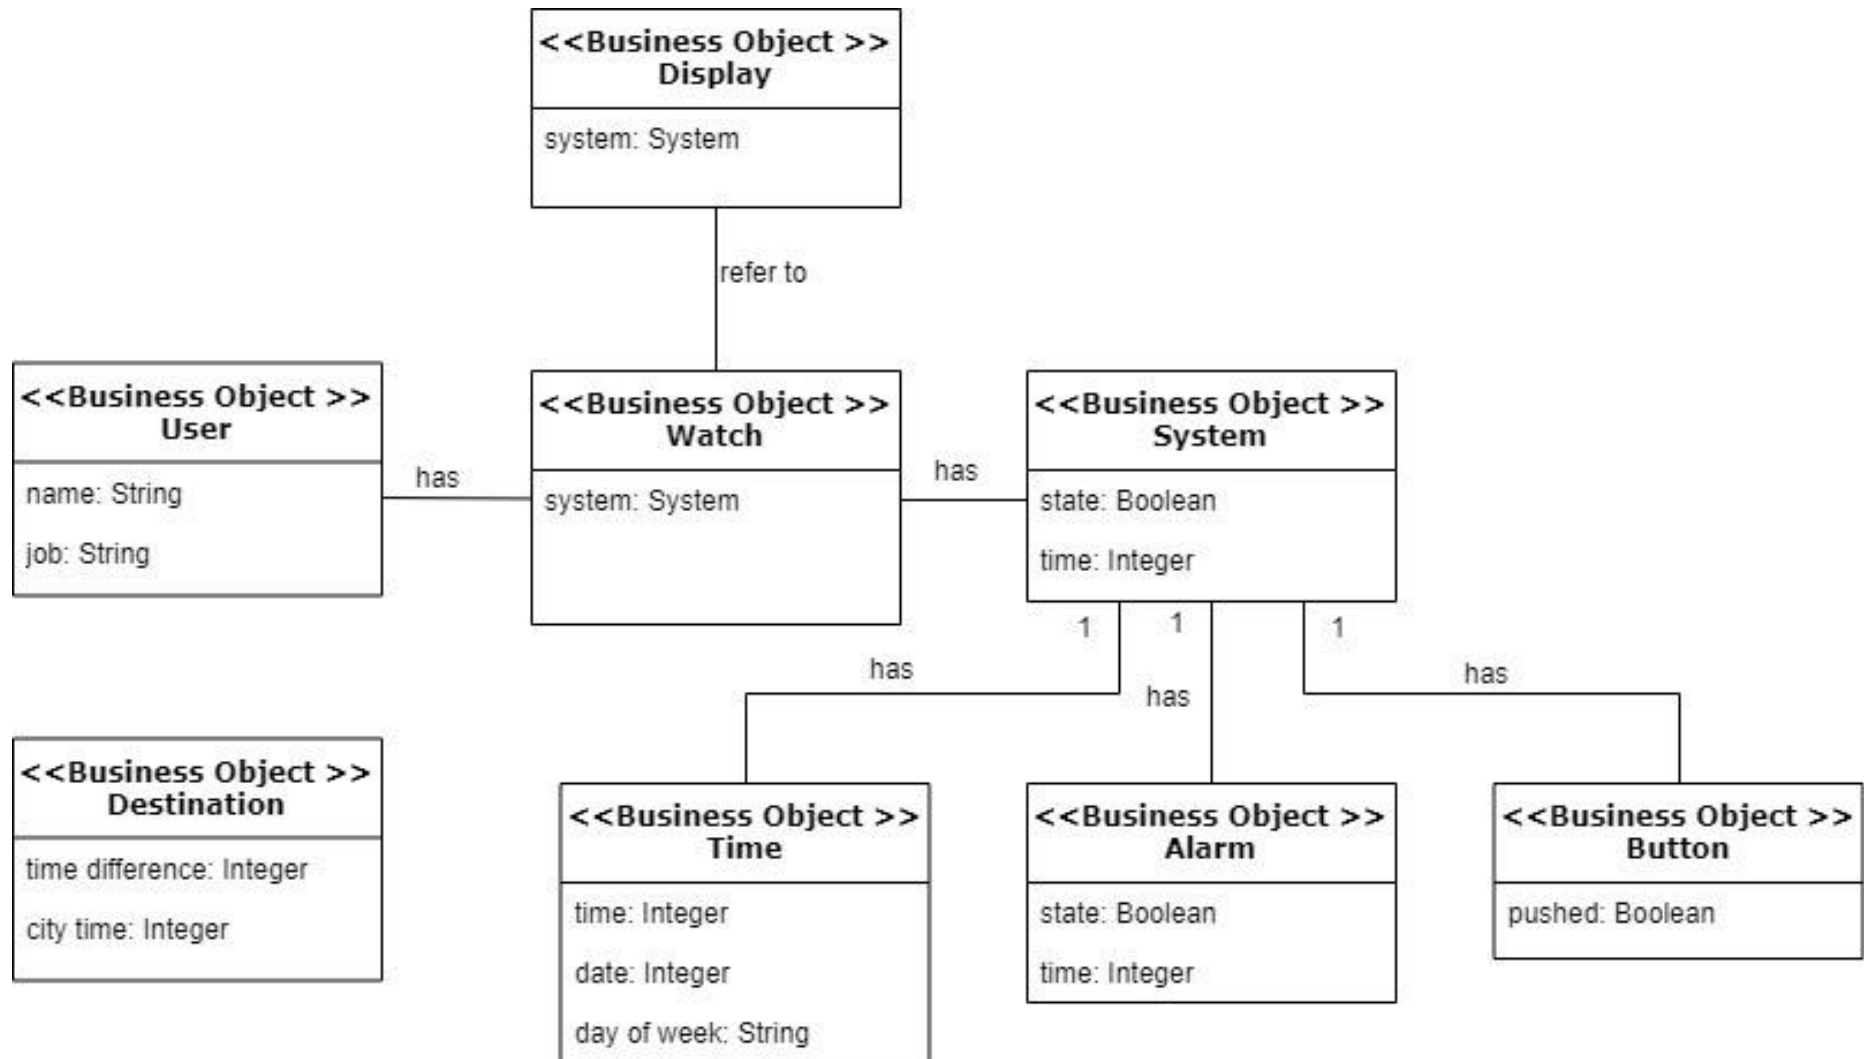 <<Business Object >>
Display
system: System
refer to
<<Business Object >>
User
name: String
job: String
has
<<Business Object >>
Watch
system: System
has
<<Business Object >>
System
state: Boolean
time: Integer
1
1
1
has
has
has
<<Business Object >>
Destination
time difference: Integer
city time: Integer
<<Business Object >>
Time
time: Integer
date: Integer
day of week: String
<<Business Object >>
Alarm
state: Boolean
time: Integer
<<Business Object >>
Button
pushed: Boolean